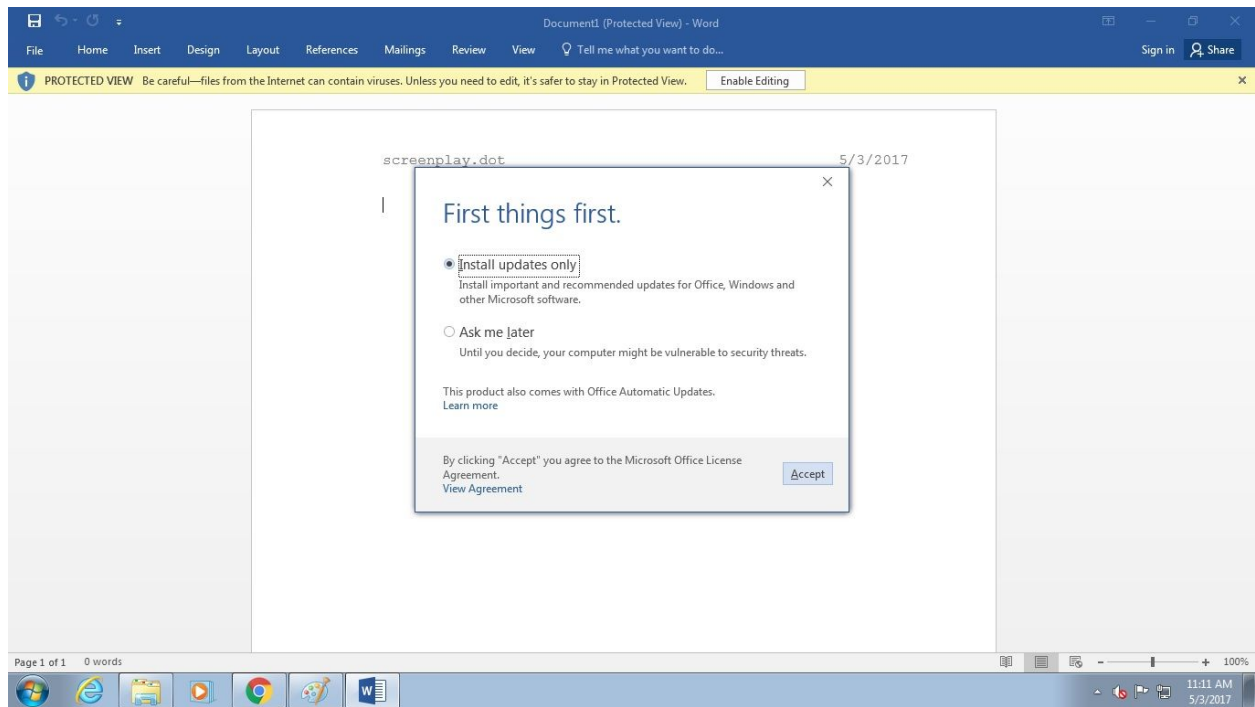 Document1 (Protected View) - Word
File Home Insert Design Layout References Mailings Review View Tell me what you want to do... Sign in Share
PROTECTED VIEW Be careful—files from the Internet can contain viruses. Unless you need to edit, it's safer to stay in Protected View. Enable Editing
screenplay.dot 5/3/2017
First things first.
Install updates only
Install important and recommended updates for Office, Windows and
other Microsoft software.
Ask me later
Until you decide, your computer might be vulnerable to security threats.
This product also comes with Office Automatic Updates.
Learn more
By clicking "Accept" you agree to the Microsoft Office License
Agreement.
View Agreement
Accept
Page 1 of 1 0 words 100%
11:11 AM
5/3/2017